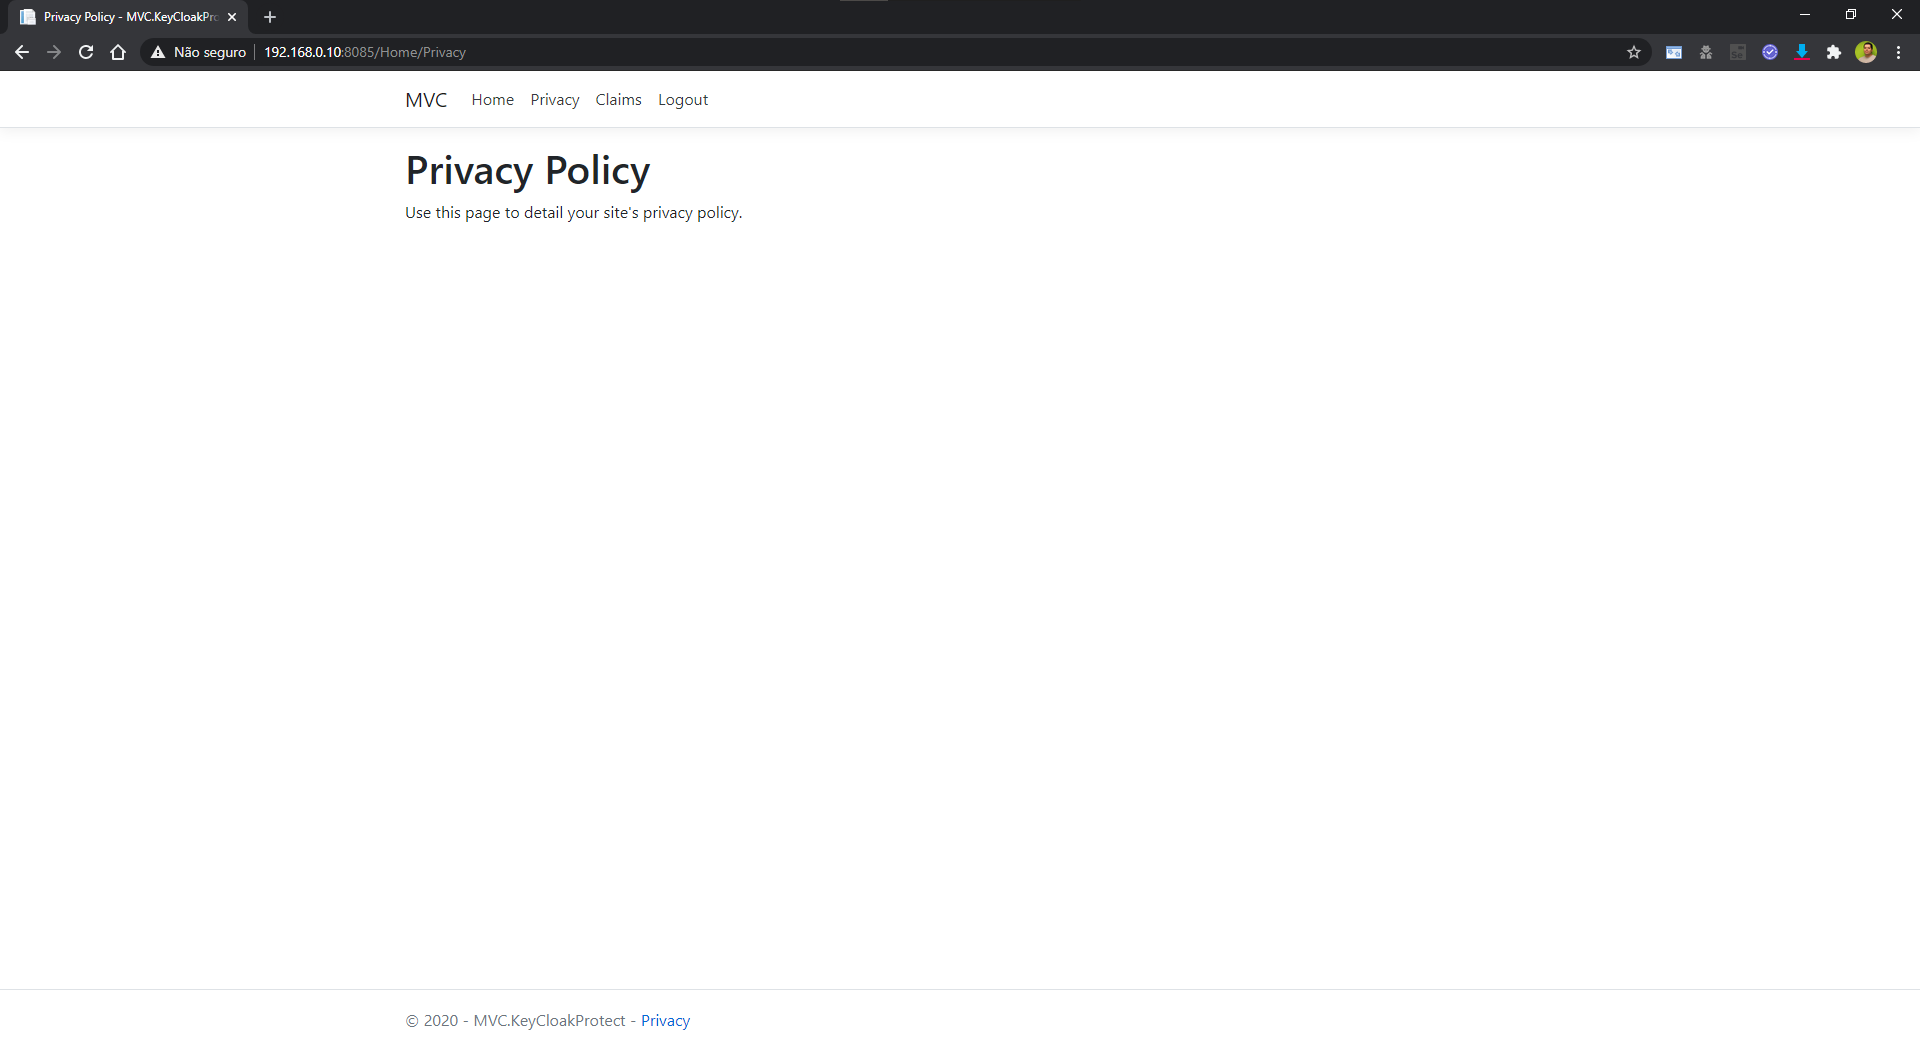 Privacy Policy - MVC.KeyCloakPro
Não seguro 192.168.0.10:8085/Home/Privacy
MVC Home Privacy Claims Logout
Privacy Policy
Use this page to detail your site's privacy policy.
© 2020 - MVC.KeyCloakProtect - Privacy